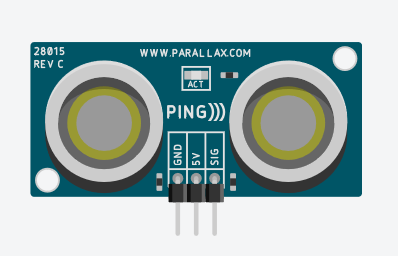 28015
REV C
WWW.PARALLAX.COM
ACT
PING)))
GND
5V
SIG